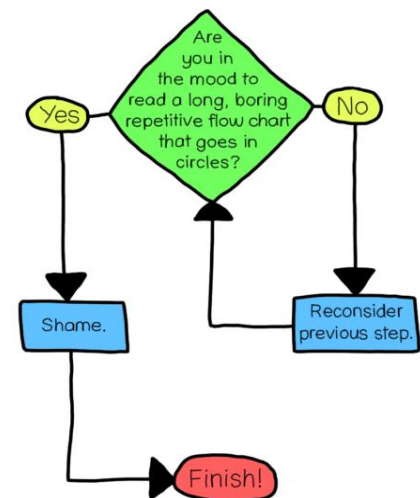 Are
you in
the mood to
read a long, boring
repetitive flow chart
that goes in
circles?
Yes
No
Shame.
Reconsider
previous step.
Finish!